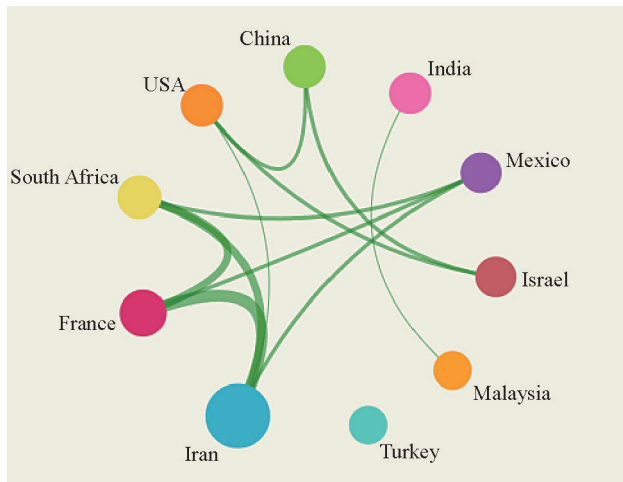 China
India
USA
Mexico
South Africa
Israel
France
Malaysia
Turkey
Iran